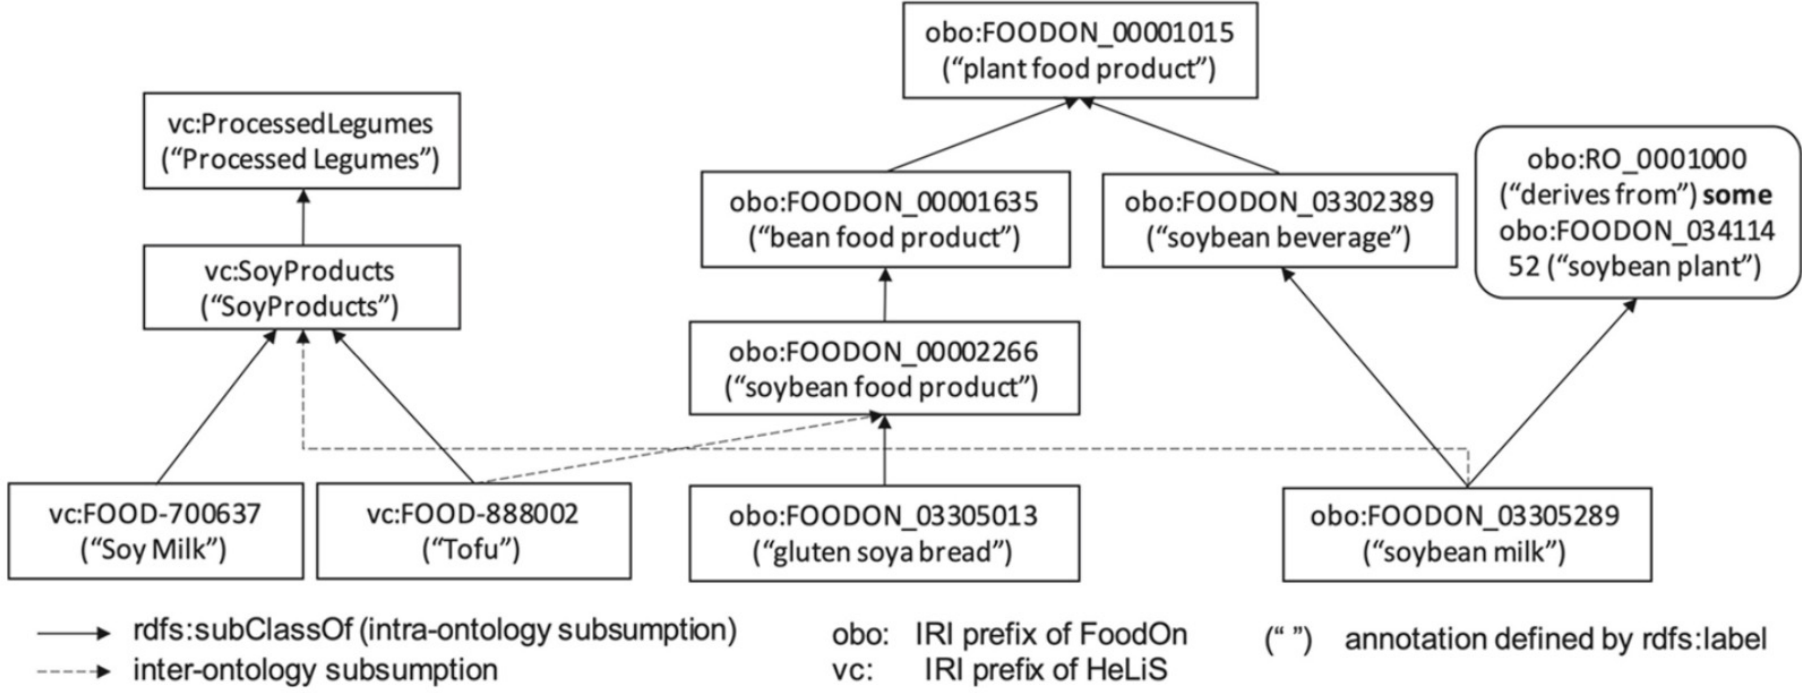 obo:FOODON_00001015
(“plant food product”)
vc:ProcessedLegumes
(“Processed Legumes”)
obo:RO_0001000
(“derives from”) some
obo:FOODON_034114
52 (“soybean plant”)
obo:FOODON_00001635
(“bean food product”)
obo:FOODON_03302389
(“soybean beverage”)
vc:SoyProducts
(“SoyProducts”)
obo:FOODON_00002266
(“soybean food product”)
vc:FOOD-700637
(“Soy Milk”)
vc:FOOD-888002
(“Tofu”)
obo:FOODON_03305013
(“gluten soya bread”)
obo:FOODON_03305289
(“soybean milk”)
rdfs:subClassOf (intra-ontology subsumption)
inter-ontology subsumption
obo: IRI prefix of FoodOn
vc: IRI prefix of HeLiS
(“ ”) annotation defined by rdfs:label